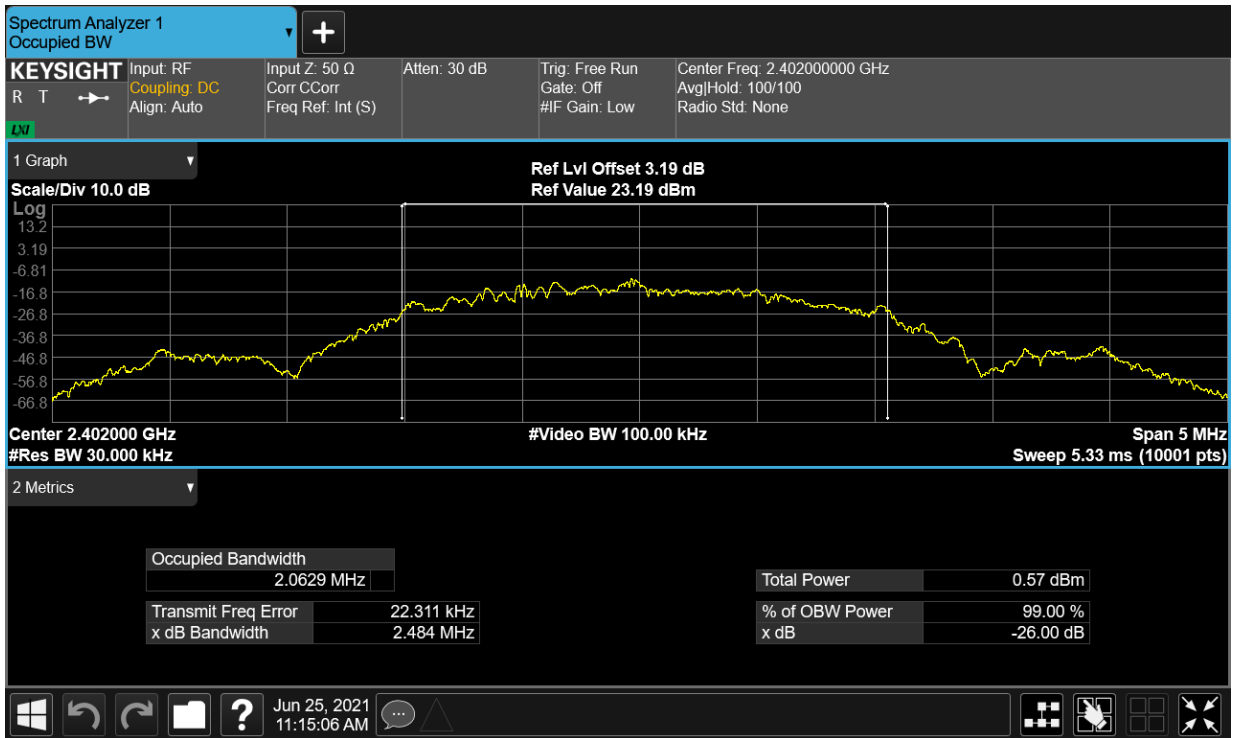 Spectrum Analyzer 1
Occupied BW
KEYSIGHT
R T
LXI
Input: RF
Coupling: DC
Align: Auto
Input Z: 50 Ω
Corr CCorr
Freq Ref: Int (S)
Atten: 30 dB
Trig: Free Run
Gate: Off
#IF Gain: Low
Center Freq: 2.402000000 GHz
Avg|Hold: 100/100
Radio Std: None
1 Graph
Scale/Div 10.0 dB
Ref Lvl Offset 3.19 dB
Ref Value 23.19 dBm
Log
13.2
3.19
-6.81
-16.8
-26.8
-36.8
-46.8
-56.8
-66.8
Center 2.402000 GHz
#Video BW 100.00 kHz
Span 5 MHz
#Res BW 30.000 kHz
Sweep 5.33 ms (10001 pts)
2 Metrics
Occupied Bandwidth
2.0629 MHz
Total Power 0.57 dBm
Transmit Freq Error 22.311 kHz
% of OBW Power 99.00 %
x dB Bandwidth 2.484 MHz
x dB -26.00 dB
?
Jun 25, 2021
11:15:06 AM